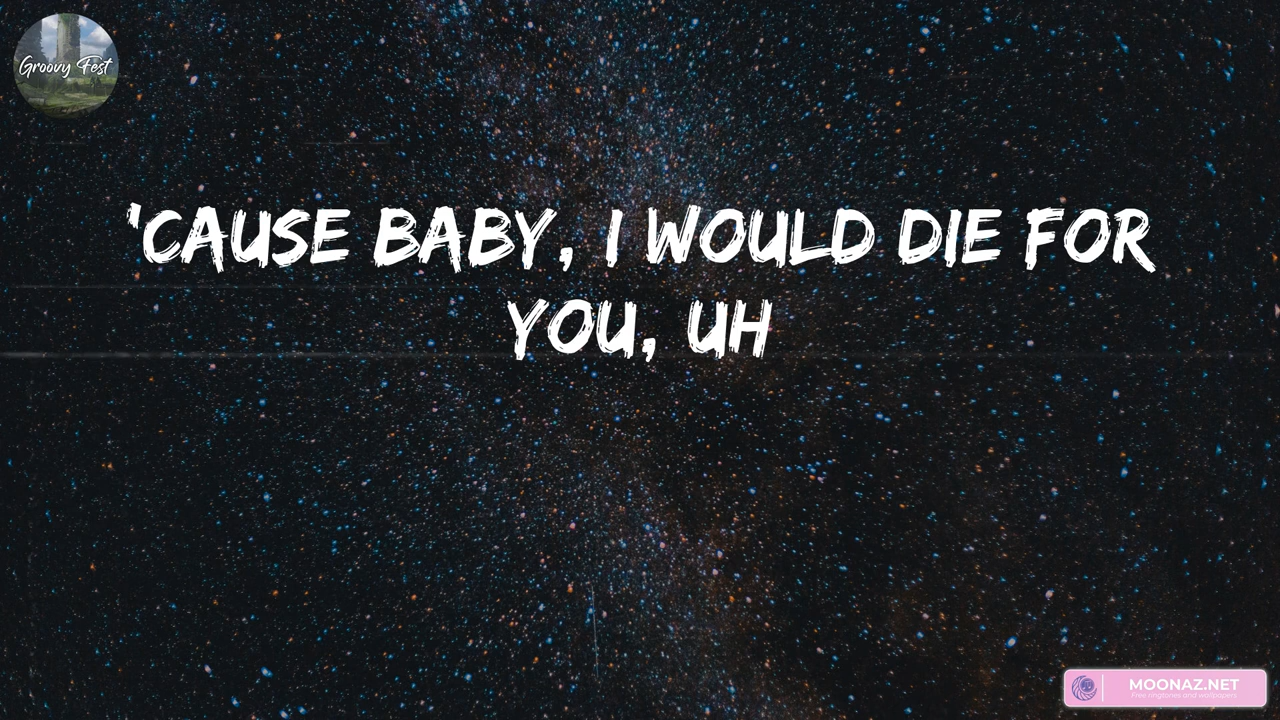 Groovy Fest
'CAUSE BABY, I WOULD DIE FOR
YOU, UH
MOONAZ.NET
Free ringtones and wallpapers